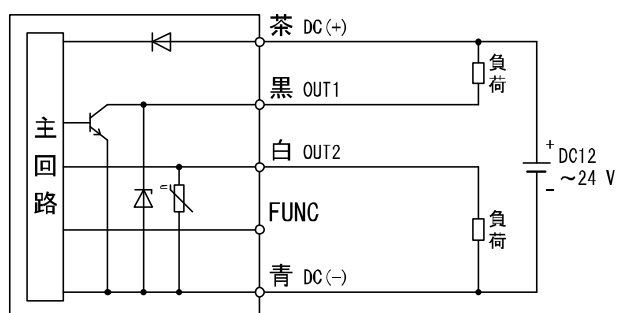 茶 DC(+)
負荷
黒 OUT1
主回路
白 OUT2
+
DC12
～24 V
-
FUNC
負荷
青 DC(-)